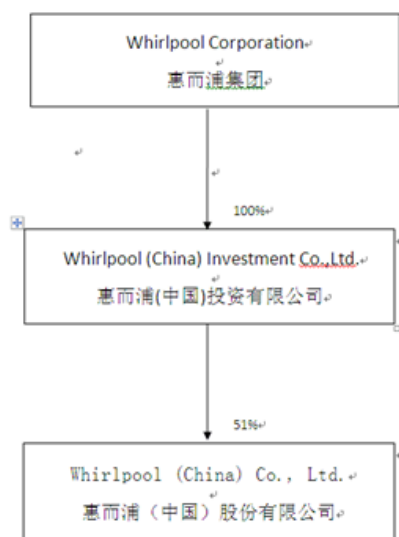 Whirlpool Corporation
惠而浦集团
100%
Whirlpool (China) Investment Co.,Ltd.
惠而浦(中国)投资有限公司
51%
Whirlpool (China) Co., Ltd.
惠而浦（中国）股份有限公司